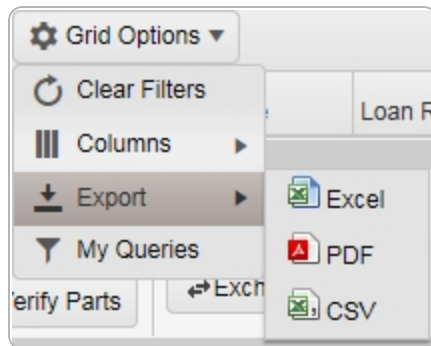 Grid Options
Clear Filters
Loan R
Columns
Export
Excel
My Queries
PDF
erify Parts
Exch
CSV